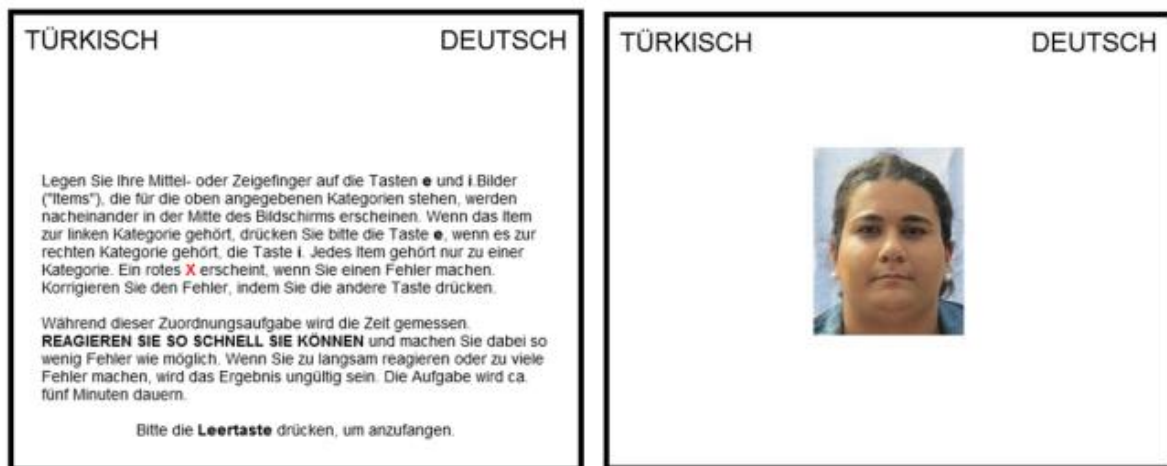 TÜRKISCH DEUTSCH
Legen Sie Ihre Mittel- oder Zeigefinger auf die Tasten e und i.Bilder
("Items"), die für die oben angegebenen Kategorien stehen, werden
nacheinander in der Mitte des Bildschirms erscheinen. Wenn das Item
zur linken Kategorie gehört, drücken Sie bitte die Taste e, wenn es zur
rechten Kategorie gehört, die Taste i. Jedes Item gehört nur zu einer
Kategorie. Ein rotes X erscheint, wenn Sie einen Fehler machen.
Korrigieren Sie den Fehler, indem Sie die andere Taste drücken.
Während dieser Zuordnungsaufgabe wird die Zeit gemessen.
REAGIEREN SIE SO SCHNELL SIE KÖNNEN und machen Sie dabei so
wenig Fehler wie möglich. Wenn Sie zu langsam reagieren oder zu viele
Fehler machen, wird das Ergebnis ungültig sein. Die Aufgabe wird ca.
fünf Minuten dauern.
Bitte die Leertaste drücken, um anzufangen.
TÜRKISCH DEUTSCH